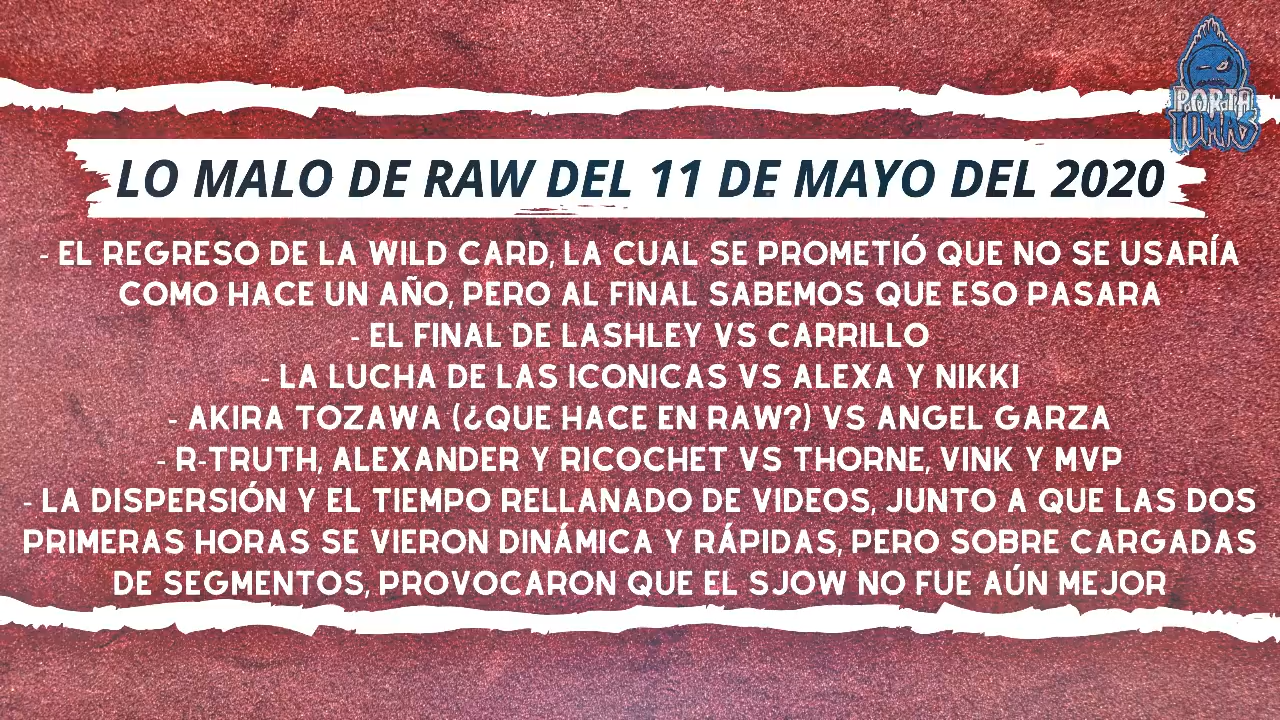 PORTA
TOMAS
LO MALO DE RAW DEL 11 DE MAYO DEL 2020
- EL REGRESO DE LA WILD CARD, LA CUAL SE PROMETIÓ QUE NO SE USARÍA
COMO HACE UN AÑO, PERO AL FINAL SABEMOS QUE ESO PASARA
- EL FINAL DE LASHLEY VS CARRILLO
- LA LUCHA DE LAS ICONICAS VS ALEXA Y NIKKI
- AKIRA TOZAWA (¿QUE HACE EN RAW?) VS ANGEL GARZA
- R-TRUTH, ALEXANDER Y RICOCHET VS THORNE, VINK Y MVP
- LA DISPERSIÓN Y EL TIEMPO RELLANADO DE VIDEOS, JUNTO A QUE LAS DOS
PRIMERAS HORAS SE VIERON DINÁMICA Y RÁPIDAS, PERO SOBRE CARGADAS
DE SEGMENTOS, PROVOCARON QUE EL SJOW NO FUE AÚN MEJOR